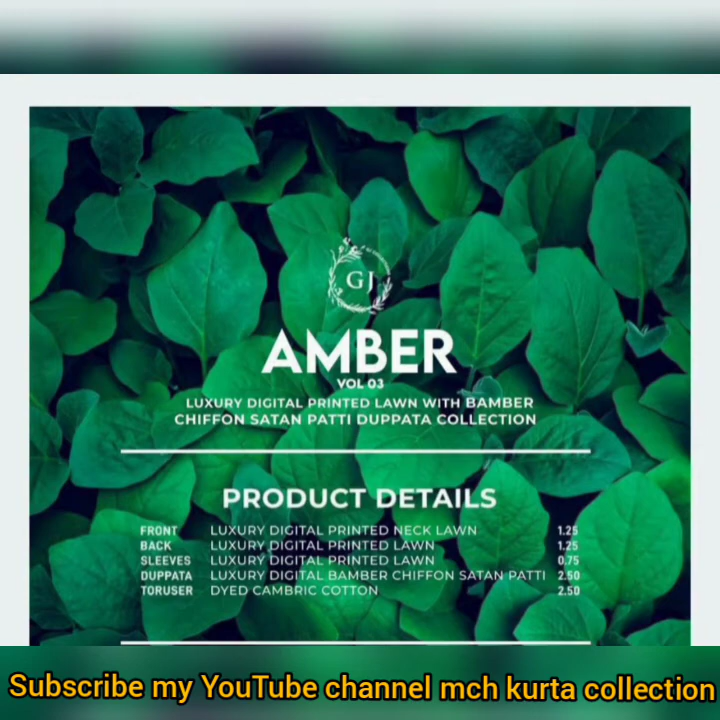 GJ
AMBER
VOL 03
LUXURY DIGITAL PRINTED LAWN WITH BAMBER
CHIFFON SATAN PATTI DUPPATA COLLECTION
PRODUCT DETAILS
FRONT LUXURY DIGITAL PRINTED NECK LAWN 1.25
BACK LUXURY DIGITAL PRINTED LAWN 1.25
SLEEVES LUXURY DIGITAL PRINTED LAWN 0.75
DUPPATA LUXURY DIGITAL BAMBER CHIFFON SATAN PATTI 2.50
TORUSER DYED CAMBRIC COTTON 2.50
Subscribe my YouTube channel mch kurta collection